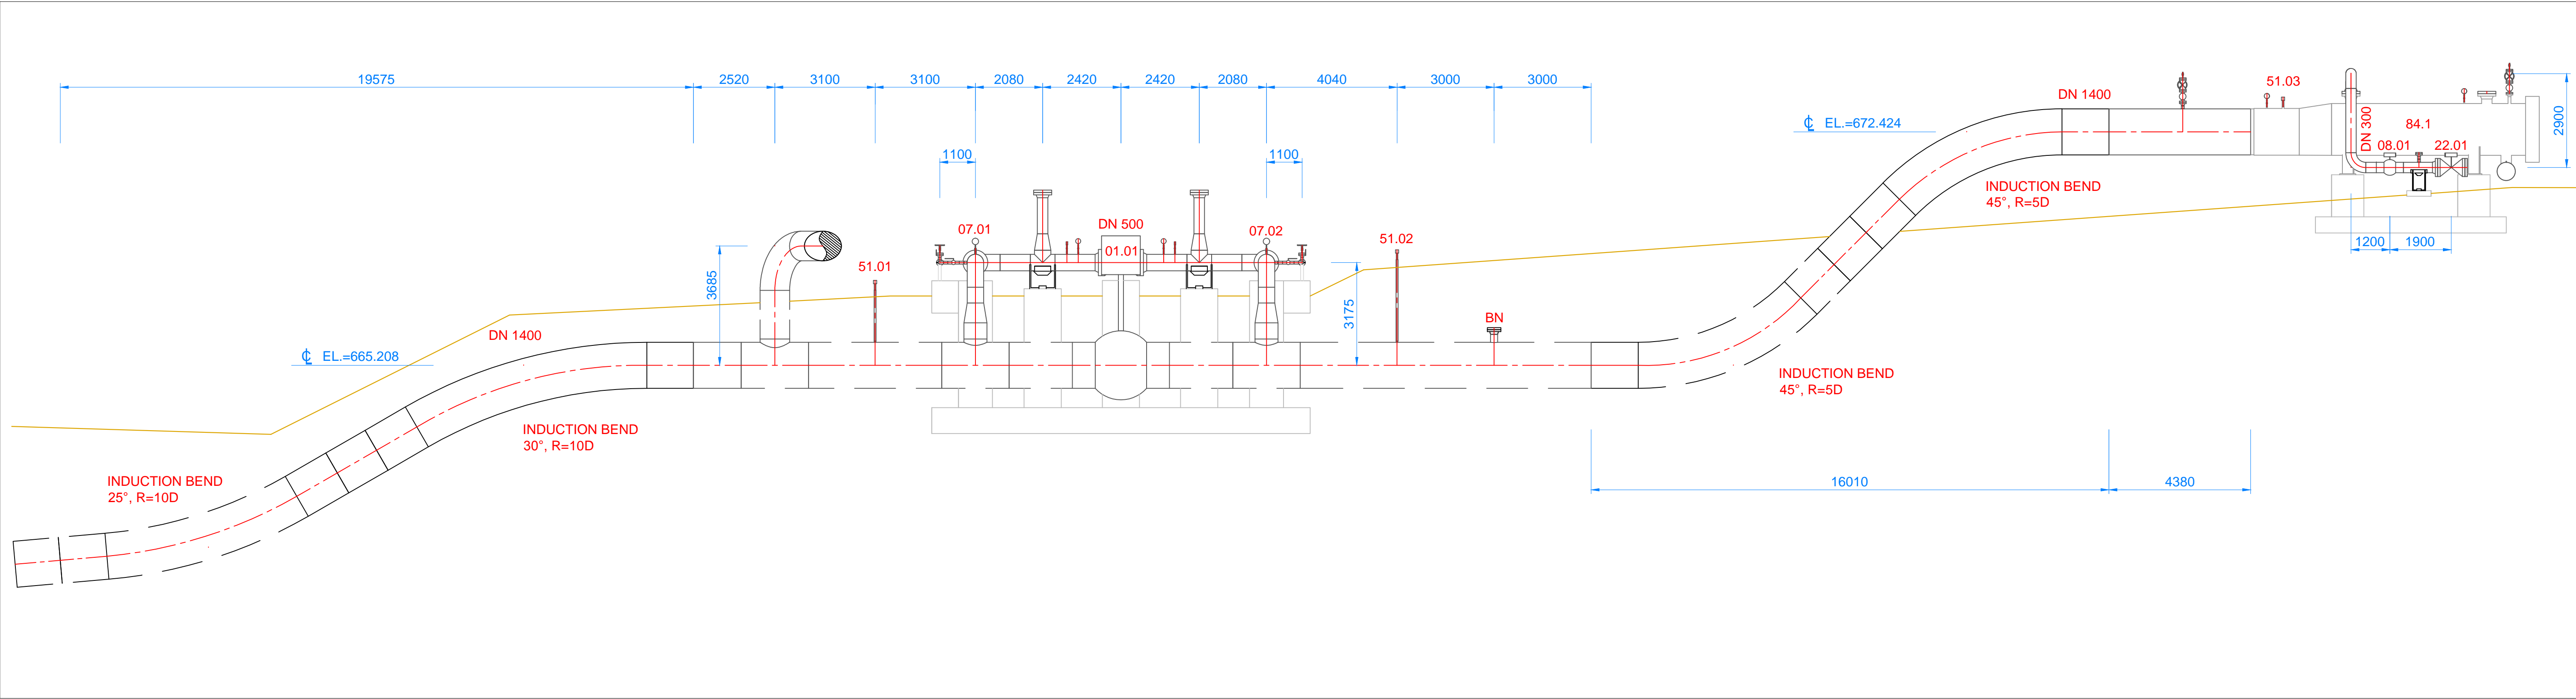 19575
2520
3100
3100
2080
2420
2420
2080
4040
3000
3000
DN 1400
51.03
℄ EL.=672.424
DN 300
84.1
2900
08.01
22.01
1100
1100
INDUCTION BEND
45°, R=5D
DN 500
07.01
07.02
01.01
51.02
1200
1900
51.01
3685
3175
BN
DN 1400
℄ EL.=665.208
INDUCTION BEND
45°, R=5D
INDUCTION BEND
30°, R=10D
INDUCTION BEND
25°, R=10D
16010
4380